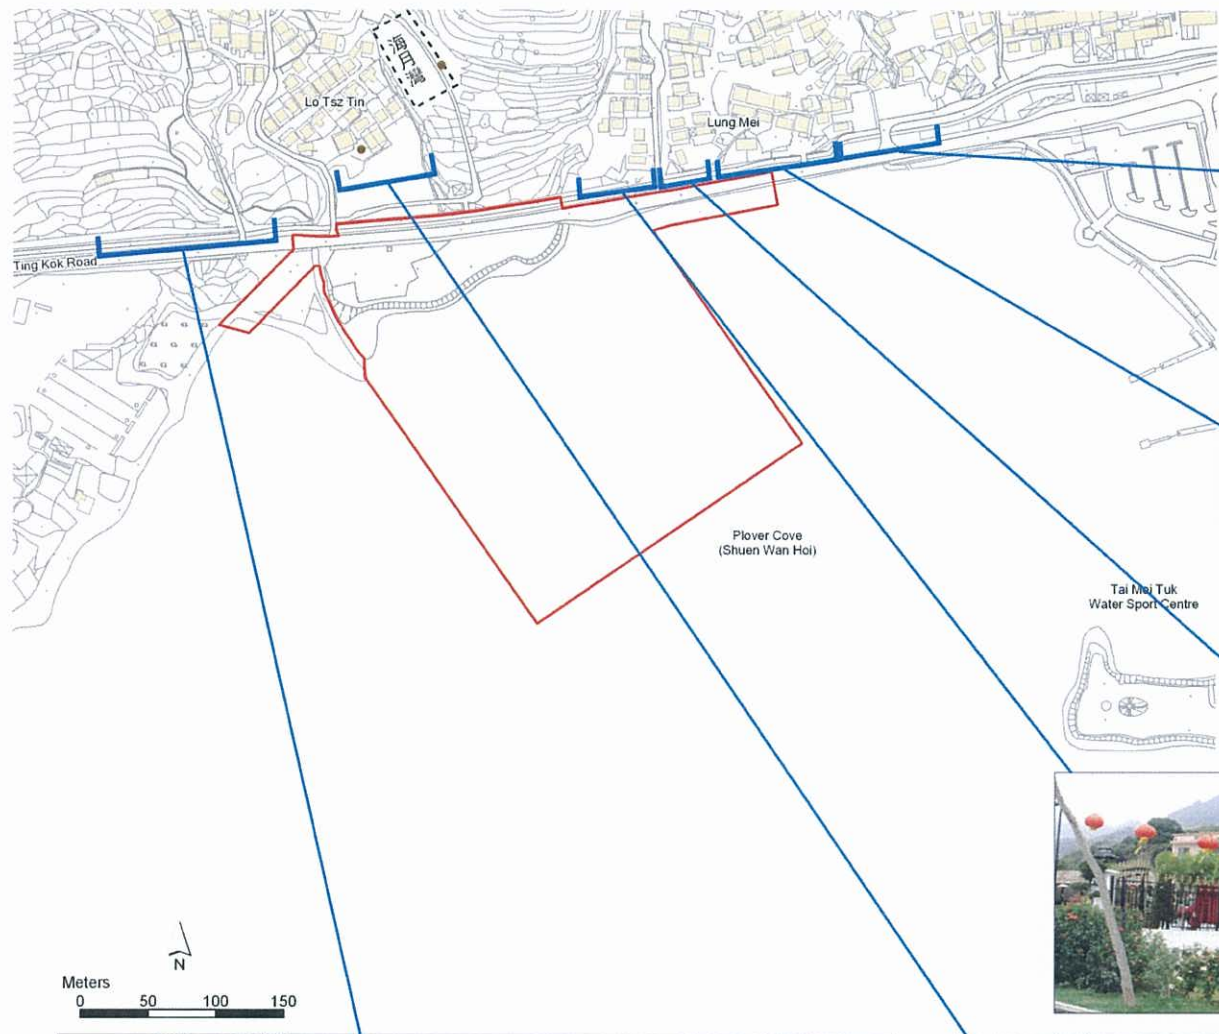 海月灣
Lo Tsz Tin
Lung Mei
Ting Kok Road
Plover Cove
(Shuen Wan Hoi)
Tai Mei Tuk
Water Sport Centre
N
Meters
0 50 100 150